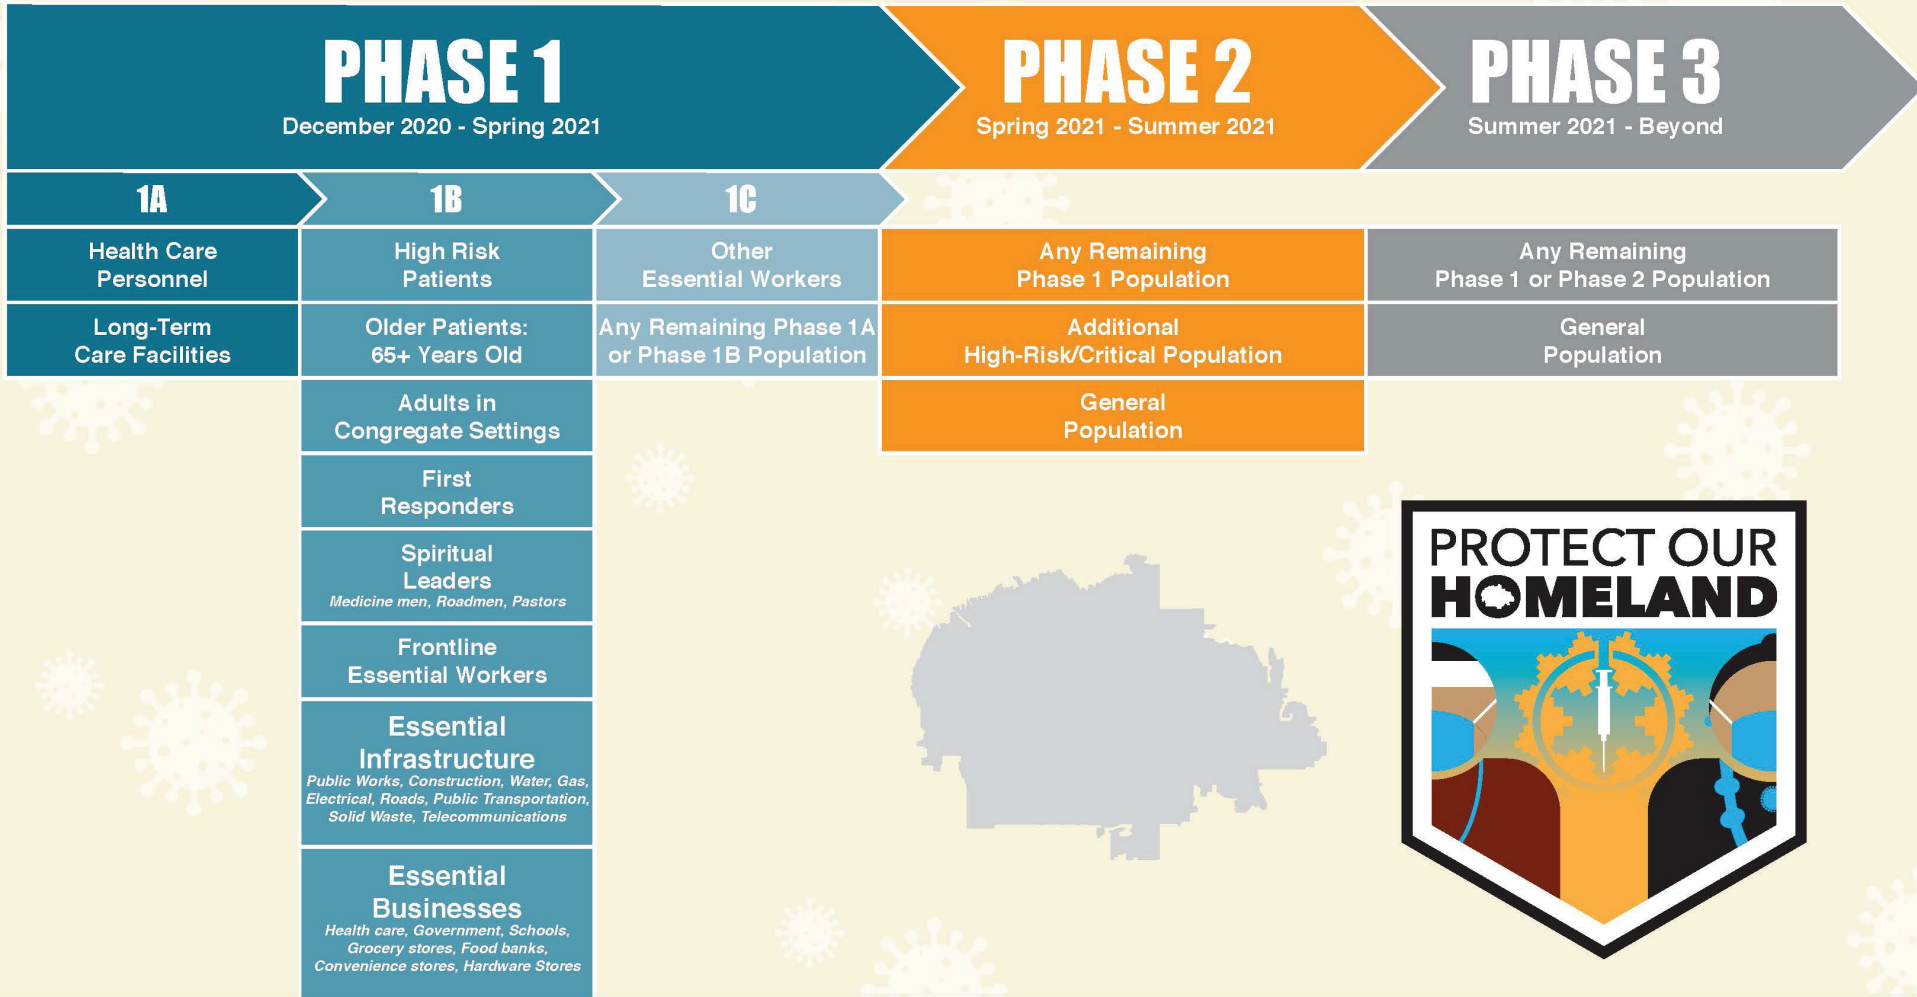 PHASE 1
December 2020 - Spring 2021
PHASE 2
Spring 2021 - Summer 2021
PHASE 3
Summer 2021 - Beyond
1A
Health Care
Personnel
Long-Term
Care Facilities
1B
High Risk
Patients
Older Patients:
65+ Years Old
Adults in
Congregate Settings
First
Responders
Spiritual
Leaders
Medicine men, Roadmen, Pastors
Frontline
Essential Workers
Essential
Infrastructure
Public Works, Construction, Water, Gas,
Electrical, Roads, Public Transportation,
Solid Waste, Telecommunications
Essential
Businesses
Health care, Government, Schools,
Grocery stores, Food banks,
Convenience stores, Hardware Stores
1C
Other
Essential Workers
Any Remaining Phase 1A
or Phase 1B Population
Any Remaining
Phase 1 Population
Additional
High-Risk/Critical Population
General
Population
Any Remaining
Phase 1 or Phase 2 Population
General
Population
PROTECT OUR
HOMELAND